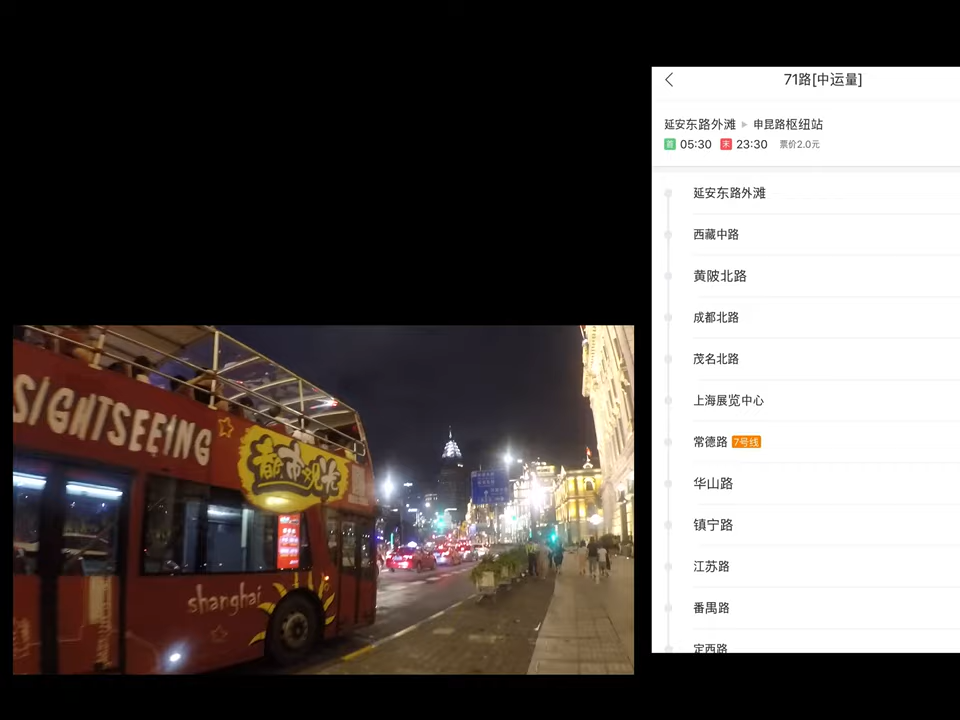 71路[中运量]
延安东路外滩 ▸ 申昆路枢纽站
首 05:30 末 23:30 票价2.0元
延安东路外滩
西藏中路
黄陂北路
成都北路
茂名北路
上海展览中心
常德路 7号线
华山路
镇宁路
江苏路
番禺路
定西路
SIGHTSEEING
都市观光
shanghai